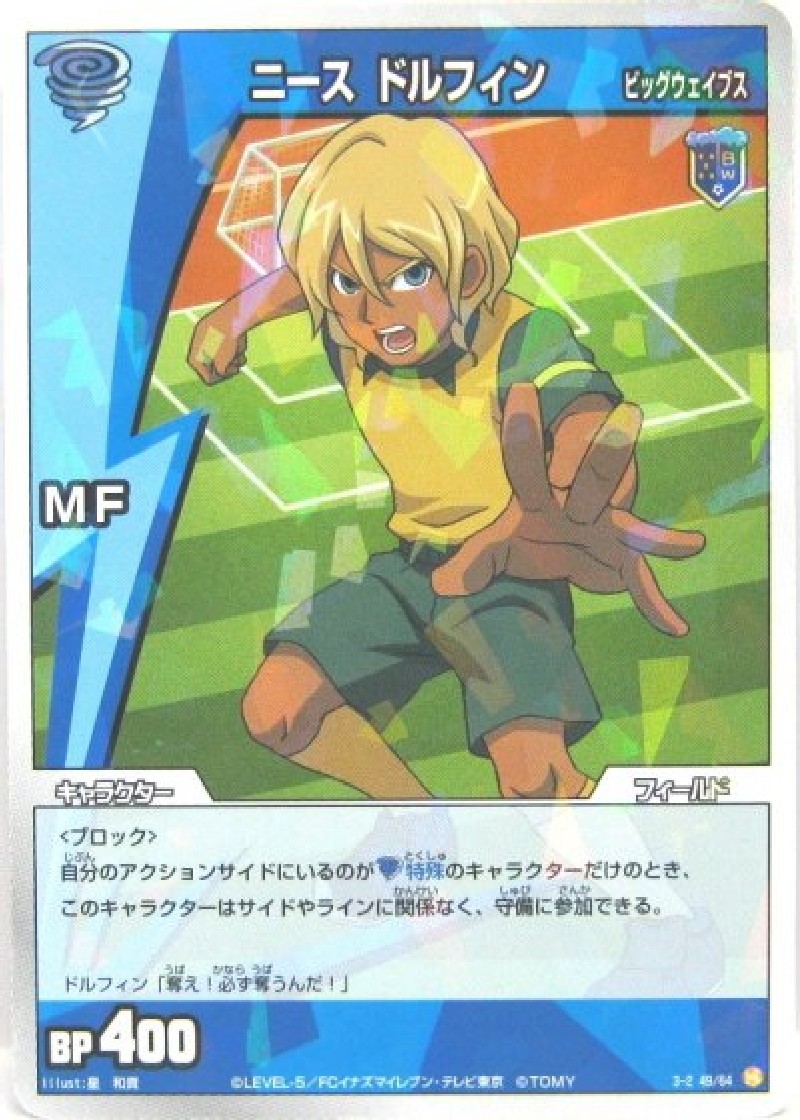 ニース ドルフィン
ビッグウェイブス
BW
MF
キャラクター
フィールド
<ブロック>
自分のアクションサイドにいるのが特殊のキャラクターだけのとき、
このキャラクターはサイドやラインに関係なく、守備に参加できる。
ドルフィン「奪え！必ず奪うんだ！」
BP 400
illust:星 和貴
©LEVEL-5/FCイナズマイレブン・テレビ東京 ©TOMY
3-2 49/64